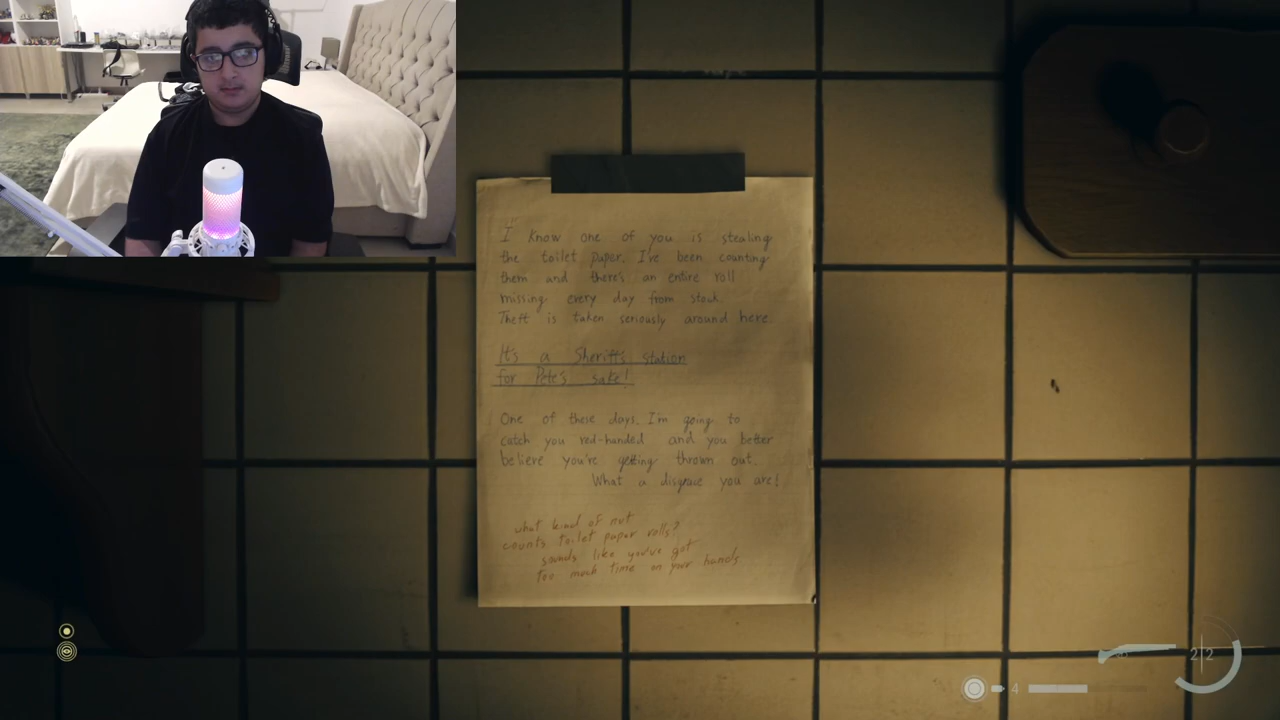 I know one of you is stealing
the toilet paper. I've been counting
them and there's an entire roll
missing every day from stock.
Theft is taken seriously around here.
It's a Sheriff's station
for Pete's sake!
One of these days, I'm going to
catch you red-handed and you better
believe you're getting thrown out.
What a disgrace you are!
what kind of nut
counts toilet paper rolls?
sounds like you've got
too much time on your hands.
2|2
4